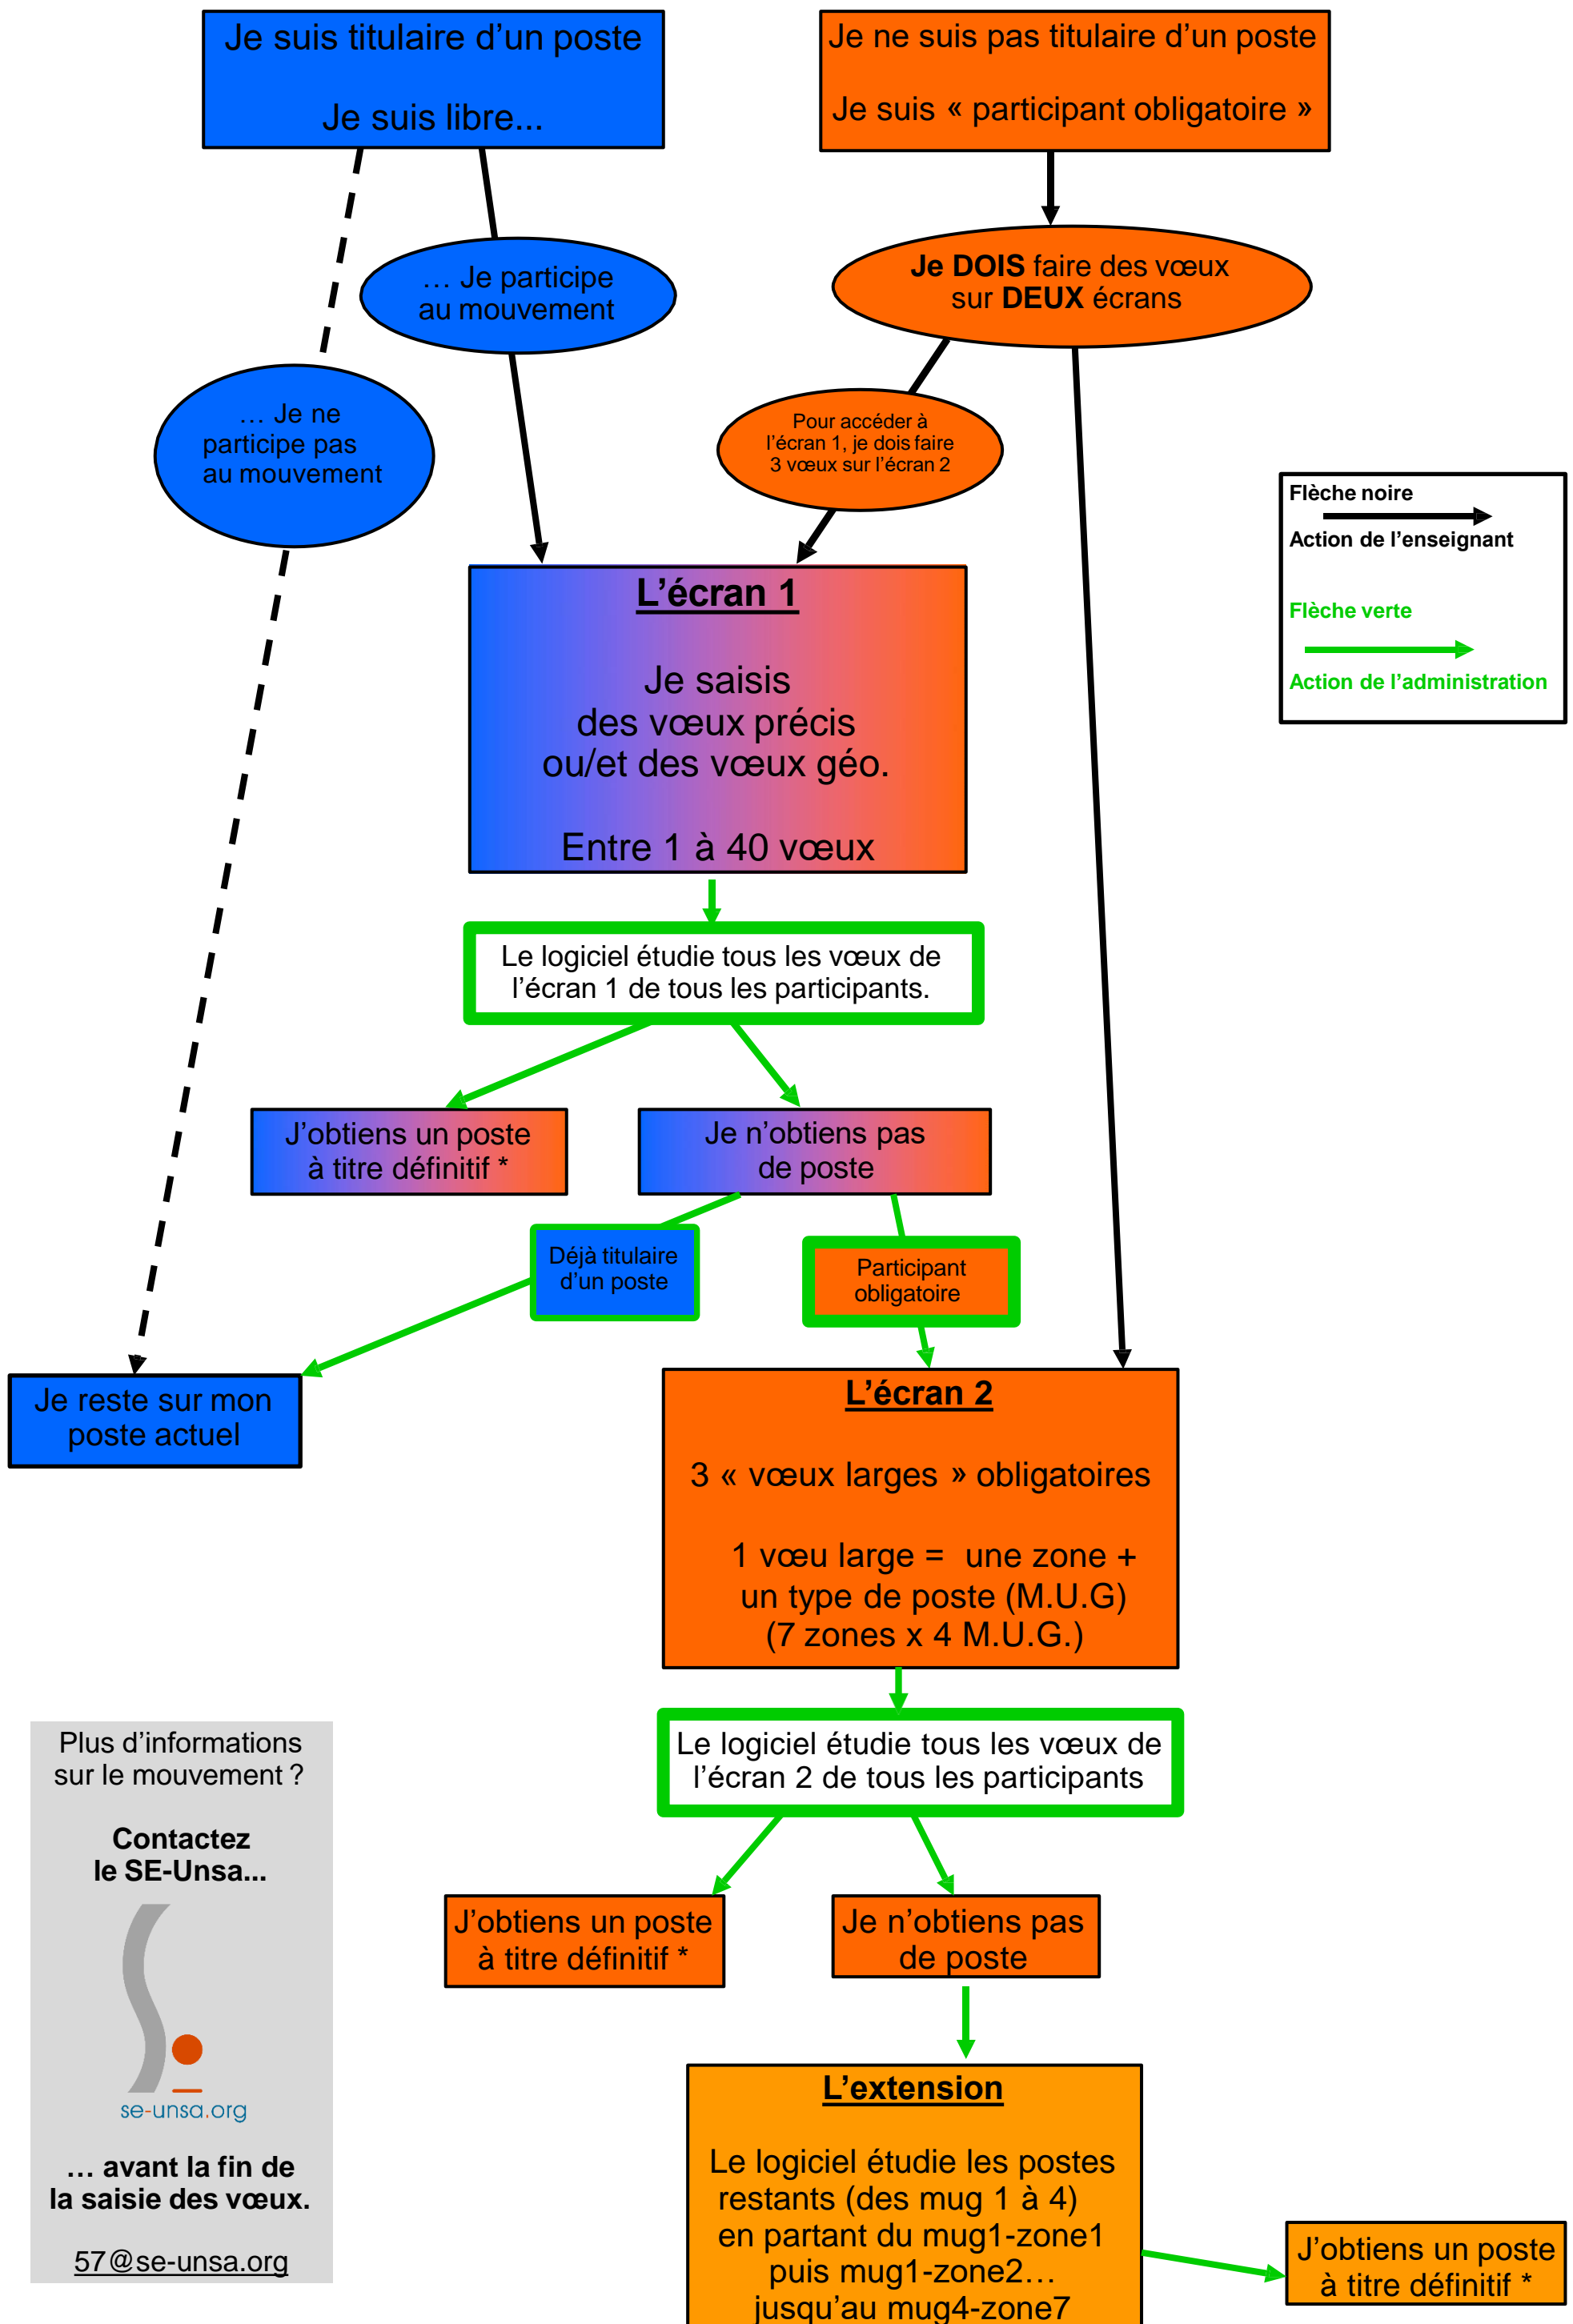 Je suis titulaire d’un poste
Je suis libre...
Je ne suis pas titulaire d’un poste
Je suis « participant obligatoire »
… Je participe
au mouvement
Je DOIS faire des vœux
sur DEUX écrans
… Je ne
participe pas
au mouvement
Pour accéder à
l’écran 1, je dois faire
3 vœux sur l’écran 2
Flèche noire
Action de l’enseignant
Flèche verte
Action de l’administration
L’écran 1
Je saisis
des vœux précis
ou/et des vœux géo.
Entre 1 à 40 vœux
Le logiciel étudie tous les vœux de
l’écran 1 de tous les participants.
J’obtiens un poste
à titre définitif *
Je n’obtiens pas
de poste
Déjà titulaire
d’un poste
Participant
obligatoire
Je reste sur mon
poste actuel
L’écran 2
3 « vœux larges » obligatoires
1 vœu large = une zone +
un type de poste (M.U.G)
(7 zones x 4 M.U.G.)
Le logiciel étudie tous les vœux de
l’écran 2 de tous les participants
J’obtiens un poste
à titre définitif *
Je n’obtiens pas
de poste
L’extension
Le logiciel étudie les postes
restants (des mug 1 à 4)
en partant du mug1-zone1
puis mug1-zone2…
jusqu’au mug4-zone7
J’obtiens un poste
à titre définitif *
Plus d’informations
sur le mouvement ?
Contactez
le SE-Unsa...
se-unsa.org
… avant la fin de
la saisie des vœux.
57@se-unsa.org